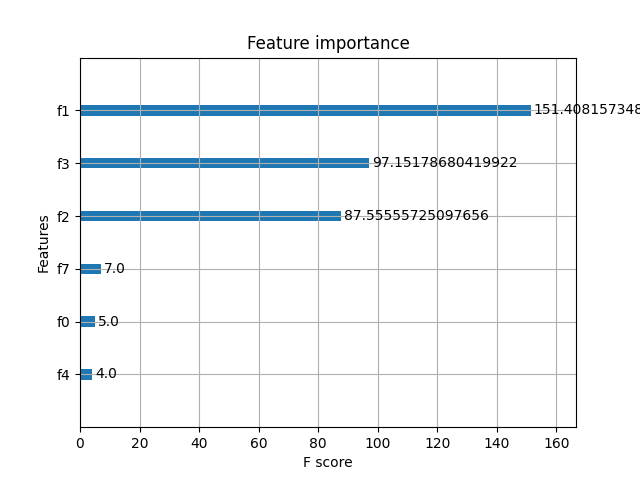 Feature importance
f1 151.408157348
f3 97.15178680419922
f2 87.55555725097656
f7 7.0
f0 5.0
f4 4.0
Features
0 20 40 60 80 100 120 140 160
F score